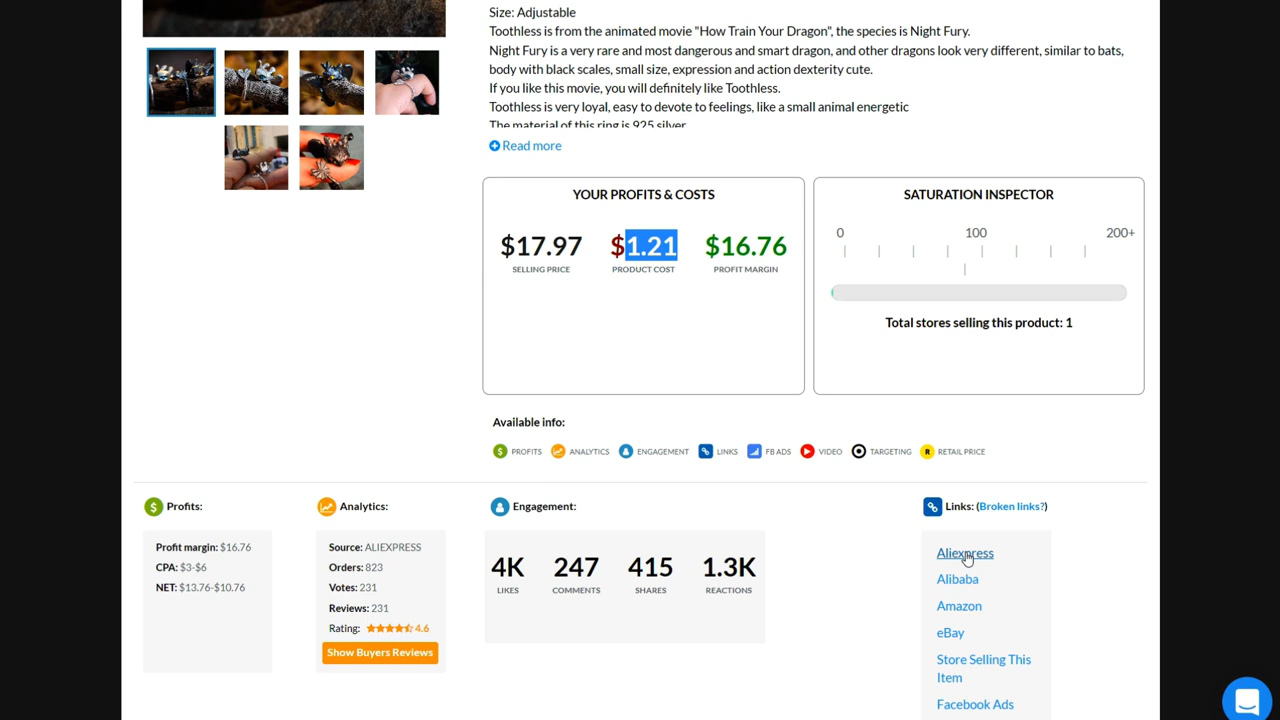 Size: Adjustable
Toothless is from the animated movie "How Train Your Dragon", the species is Night Fury.
Night Fury is a very rare and most dangerous and smart dragon, and other dragons look very different, similar to bats,
body with black scales, small size, expression and action dexterity cute.
If you like this movie, you will definitely like Toothless.
Toothless is very loyal, easy to devote to feelings, like a small animal energetic
The material of this ring is 925 silver
Read more
YOUR PROFITS & COSTS
$17.97 $1.21 $16.76
SELLING PRICE PRODUCT COST PROFIT MARGIN
SATURATION INSPECTOR
0 100 200+
Total stores selling this product: 1
Available info:
$ PROFITS ANALYTICS ENGAGEMENT LINKS FB ADS VIDEO TARGETING R RETAIL PRICE
$ Profits:
Profit margin: $16.76
CPA: $3-$6
NET: $13.76-$10.76
Analytics:
Source: ALIEXPRESS
Orders: 823
Votes: 231
Reviews: 231
Rating: 4.6
Show Buyers Reviews
Engagement:
4K 247 415 1.3K
LIKES COMMENTS SHARES REACTIONS
Links: (Broken links?)
Aliexpress
Alibaba
Amazon
eBay
Store Selling This
Item
Facebook Ads